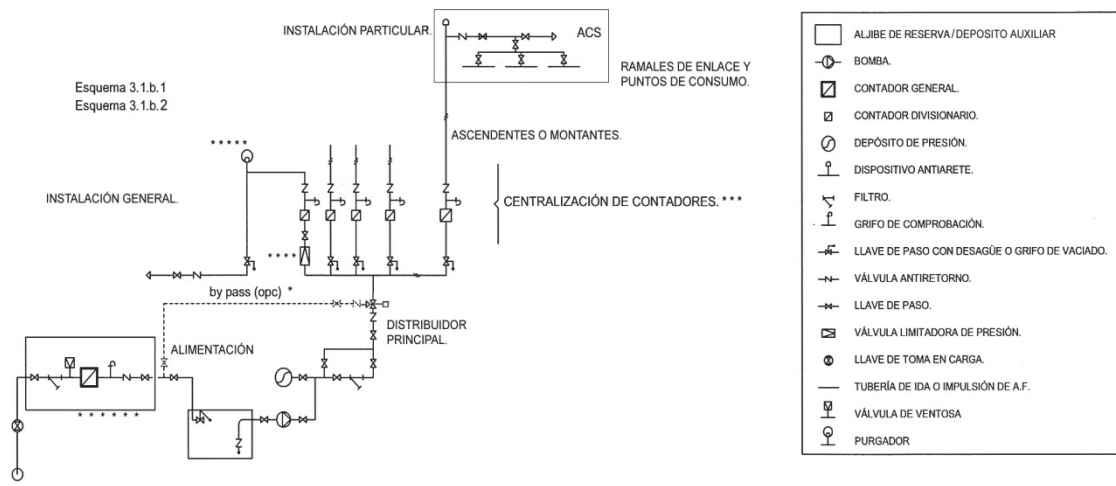 INSTALACIÓN PARTICULAR.
ACS
RAMALES DE ENLACE Y
PUNTOS DE CONSUMO.
Esquema 3.1.b.1
Esquema 3.1.b.2
ASCENDENTES O MONTANTES.
*****
INSTALACIÓN GENERAL.
CENTRALIZACIÓN DE CONTADORES. ***
****
by pass (opc) *
DISTRIBUIDOR
PRINCIPAL.
ALIMENTACIÓN
******
ALJIBE DE RESERVA/DEPOSITO AUXILIAR
BOMBA.
CONTADOR GENERAL.
CONTADOR DIVISIONARIO.
DEPÓSITO DE PRESIÓN.
DISPOSITIVO ANTIARETE.
FILTRO.
GRIFO DE COMPROBACIÓN.
LLAVE DE PASO CON DESAGÜE O GRIFO DE VACIADO.
VÁLVULA ANTIRETORNO.
LLAVE DE PASO.
VÁLVULA LIMITADORA DE PRESIÓN.
LLAVE DE TOMA EN CARGA.
TUBERÍA DE IDA O IMPULSIÓN DE A.F.
VÁLVULA DE VENTOSA
PURGADOR